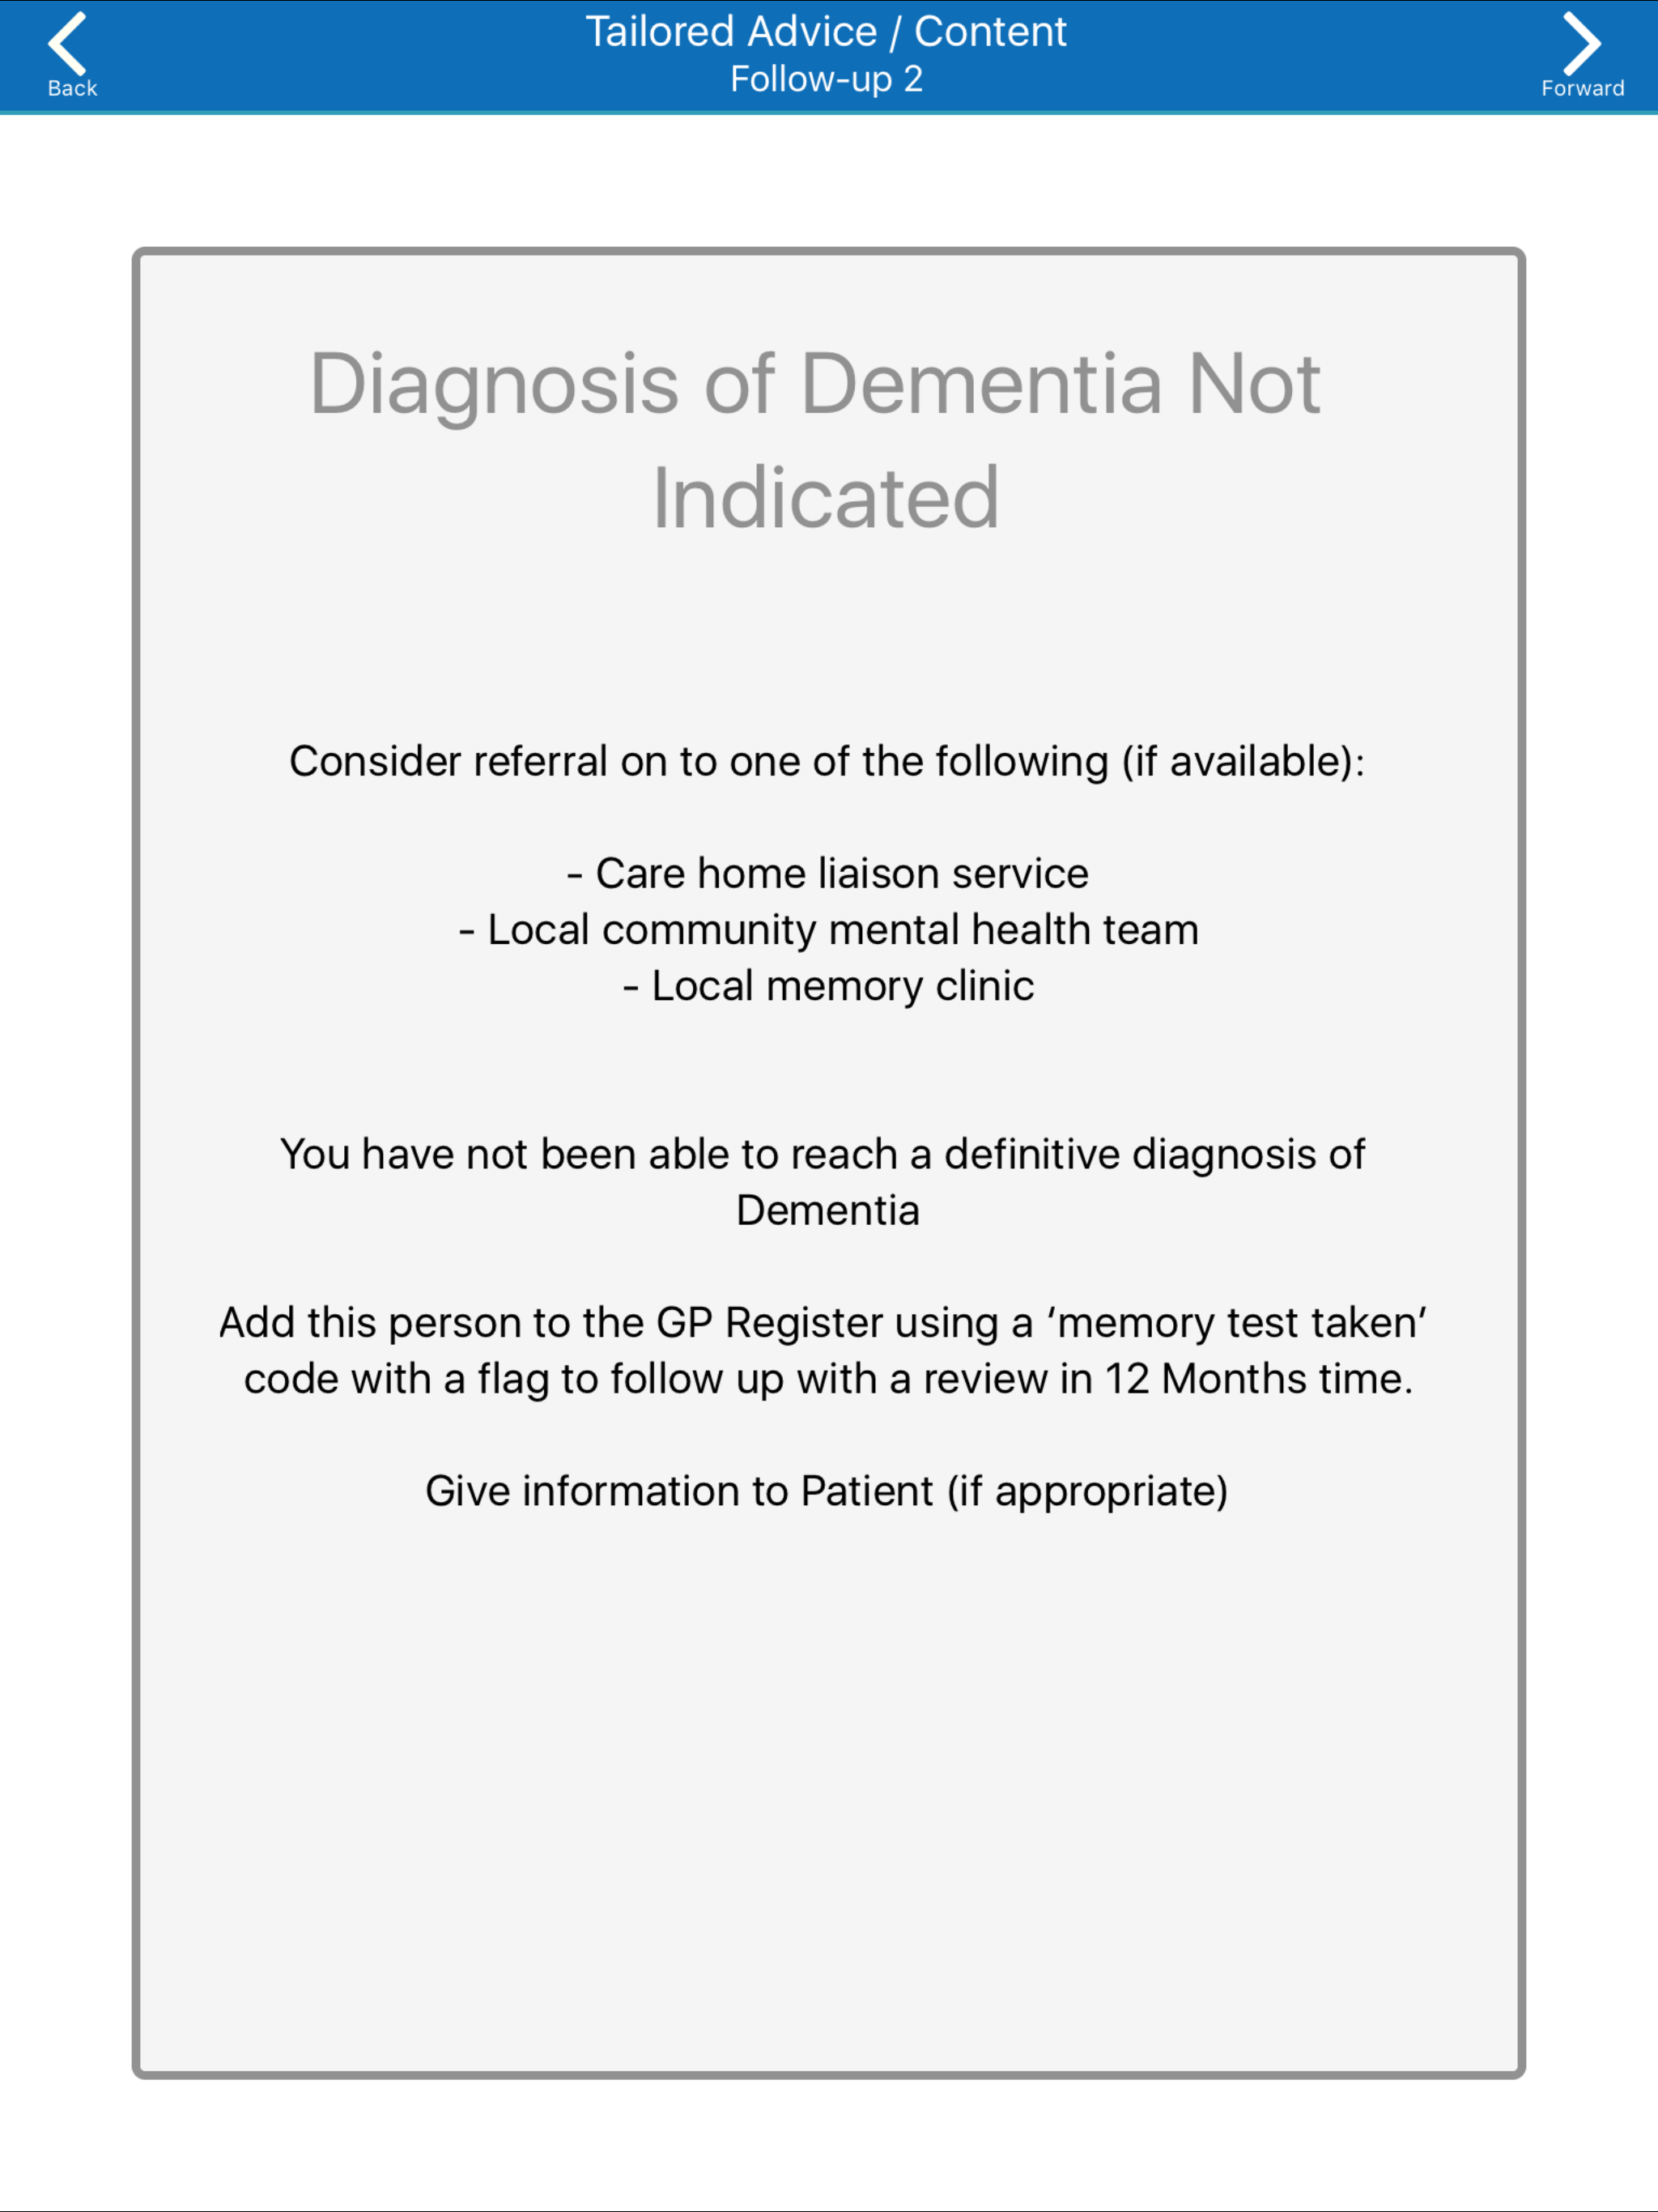 Tailored Advice / Content
Follow-up 2
Back
Forward
Diagnosis of Dementia Not
Indicated
Consider referral on to one of the following (if available):
- Care home liaison service
- Local community mental health team
- Local memory clinic
You have not been able to reach a definitive diagnosis of
Dementia
Add this person to the GP Register using a ‘memory test taken’
code with a flag to follow up with a review in 12 Months time.
Give information to Patient (if appropriate)